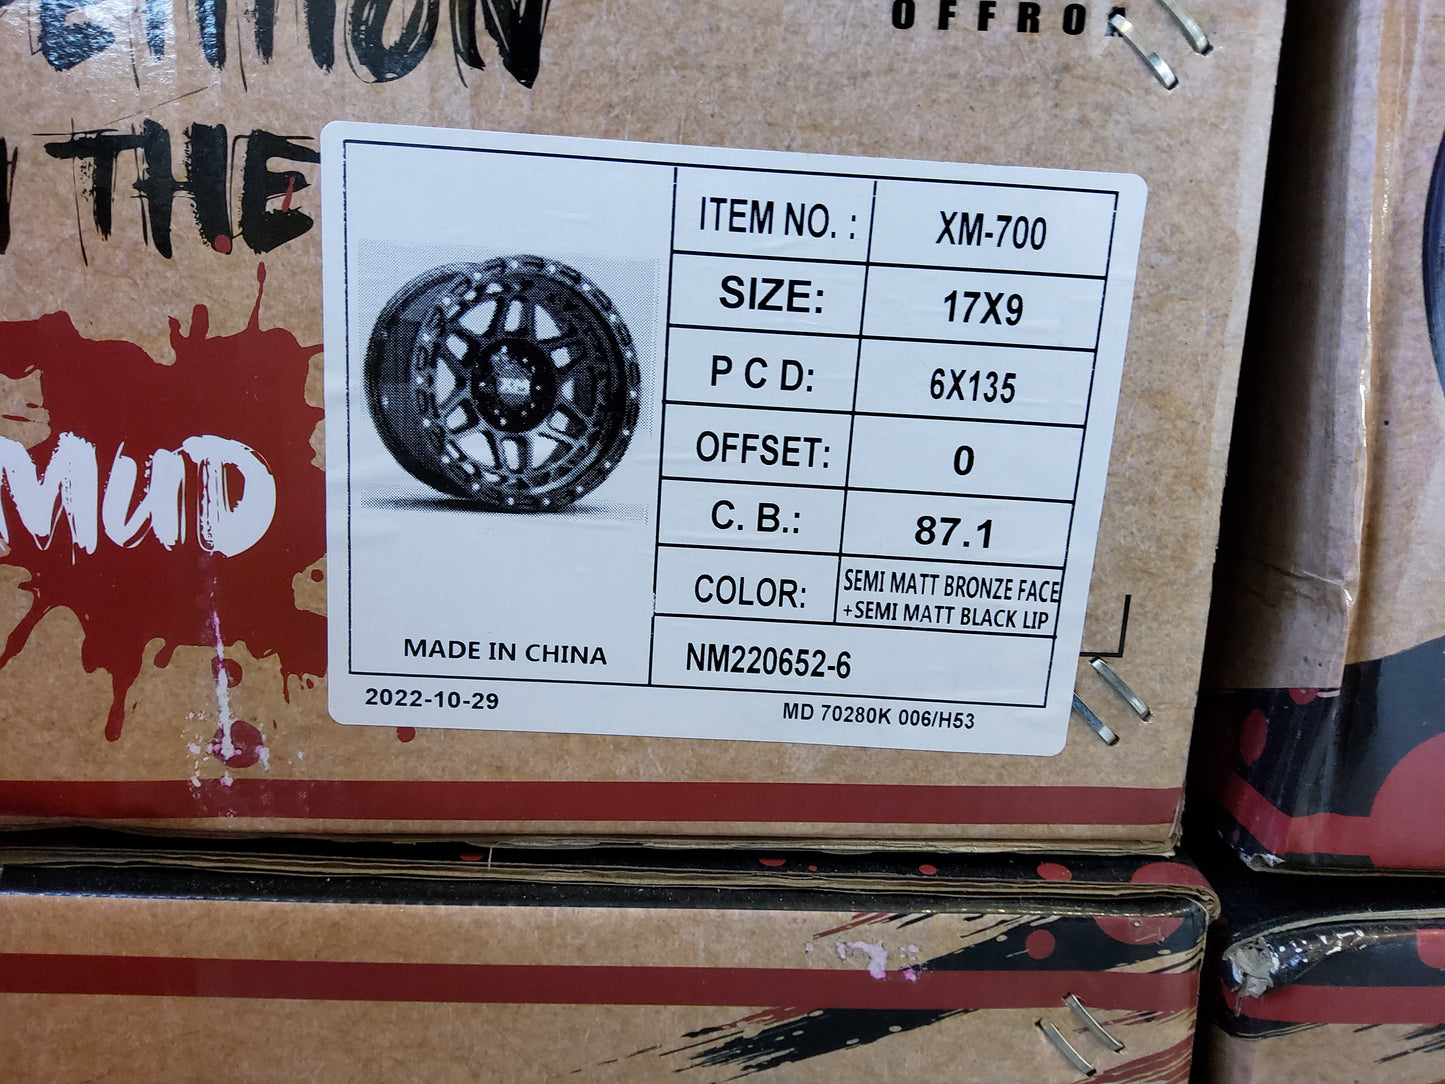 OFFROA
THE
MUD
ITEM NO. : XM-700
SIZE: 17X9
P C D: 6X135
OFFSET: 0
C. B.: 87.1
COLOR: SEMI MATT BRONZE FACE
+SEMI MATT BLACK LIP
MADE IN CHINA
NM220652-6
2022-10-29
MD 70280K 006/H53